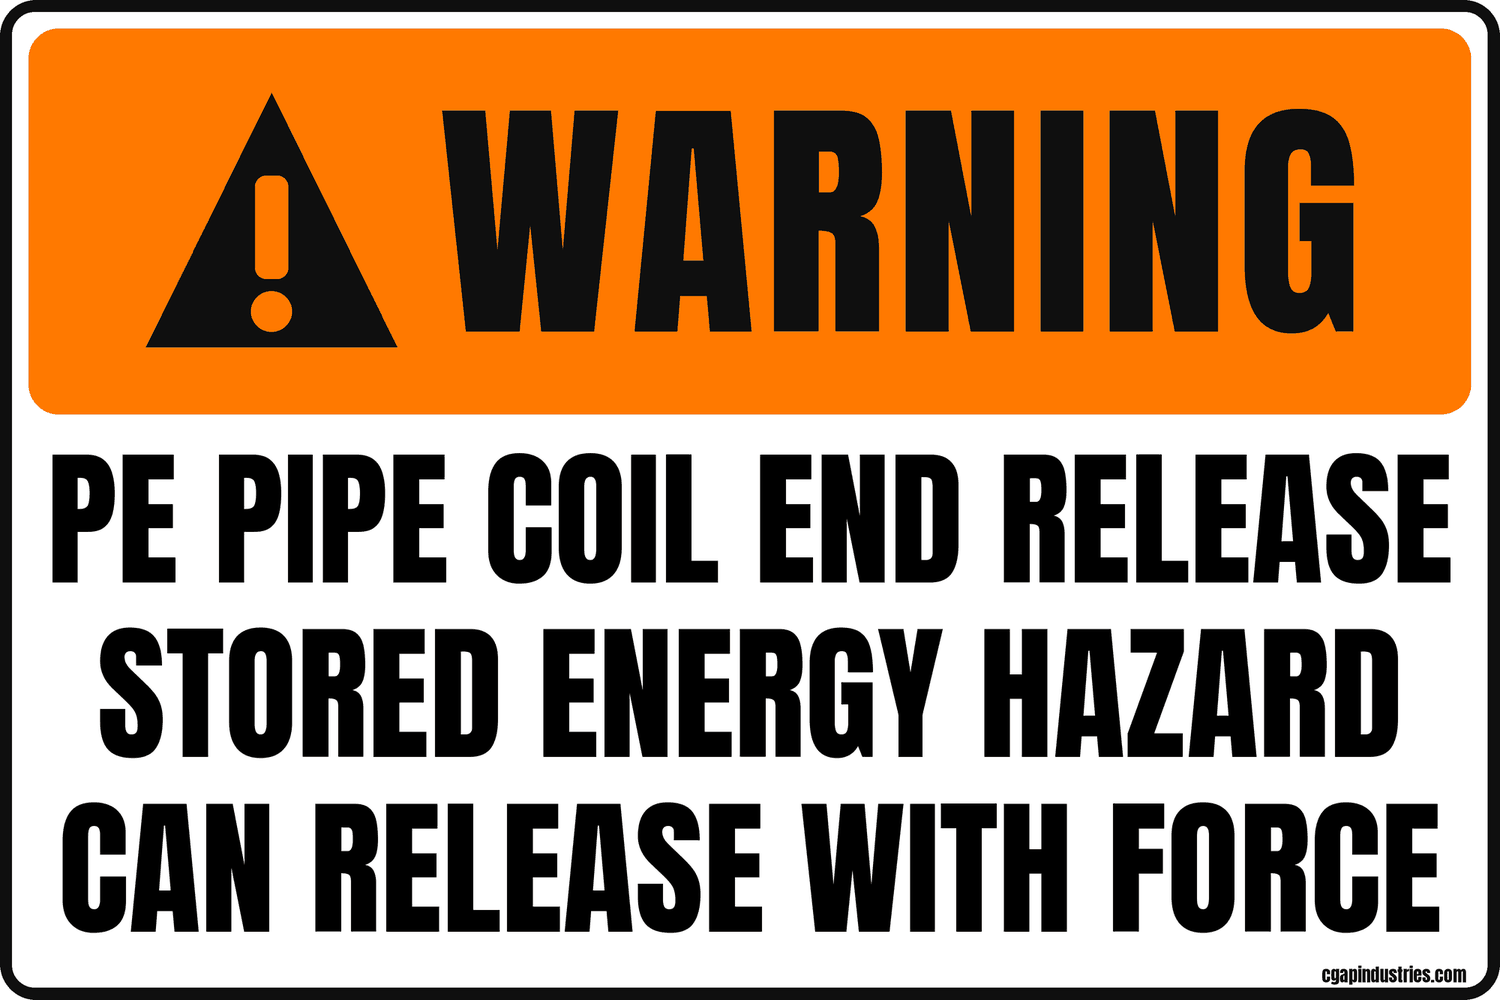 WARNING
PE PIPE COIL END RELEASE
STORED ENERGY HAZARD
CAN RELEASE WITH FORCE
cgapindustries.com